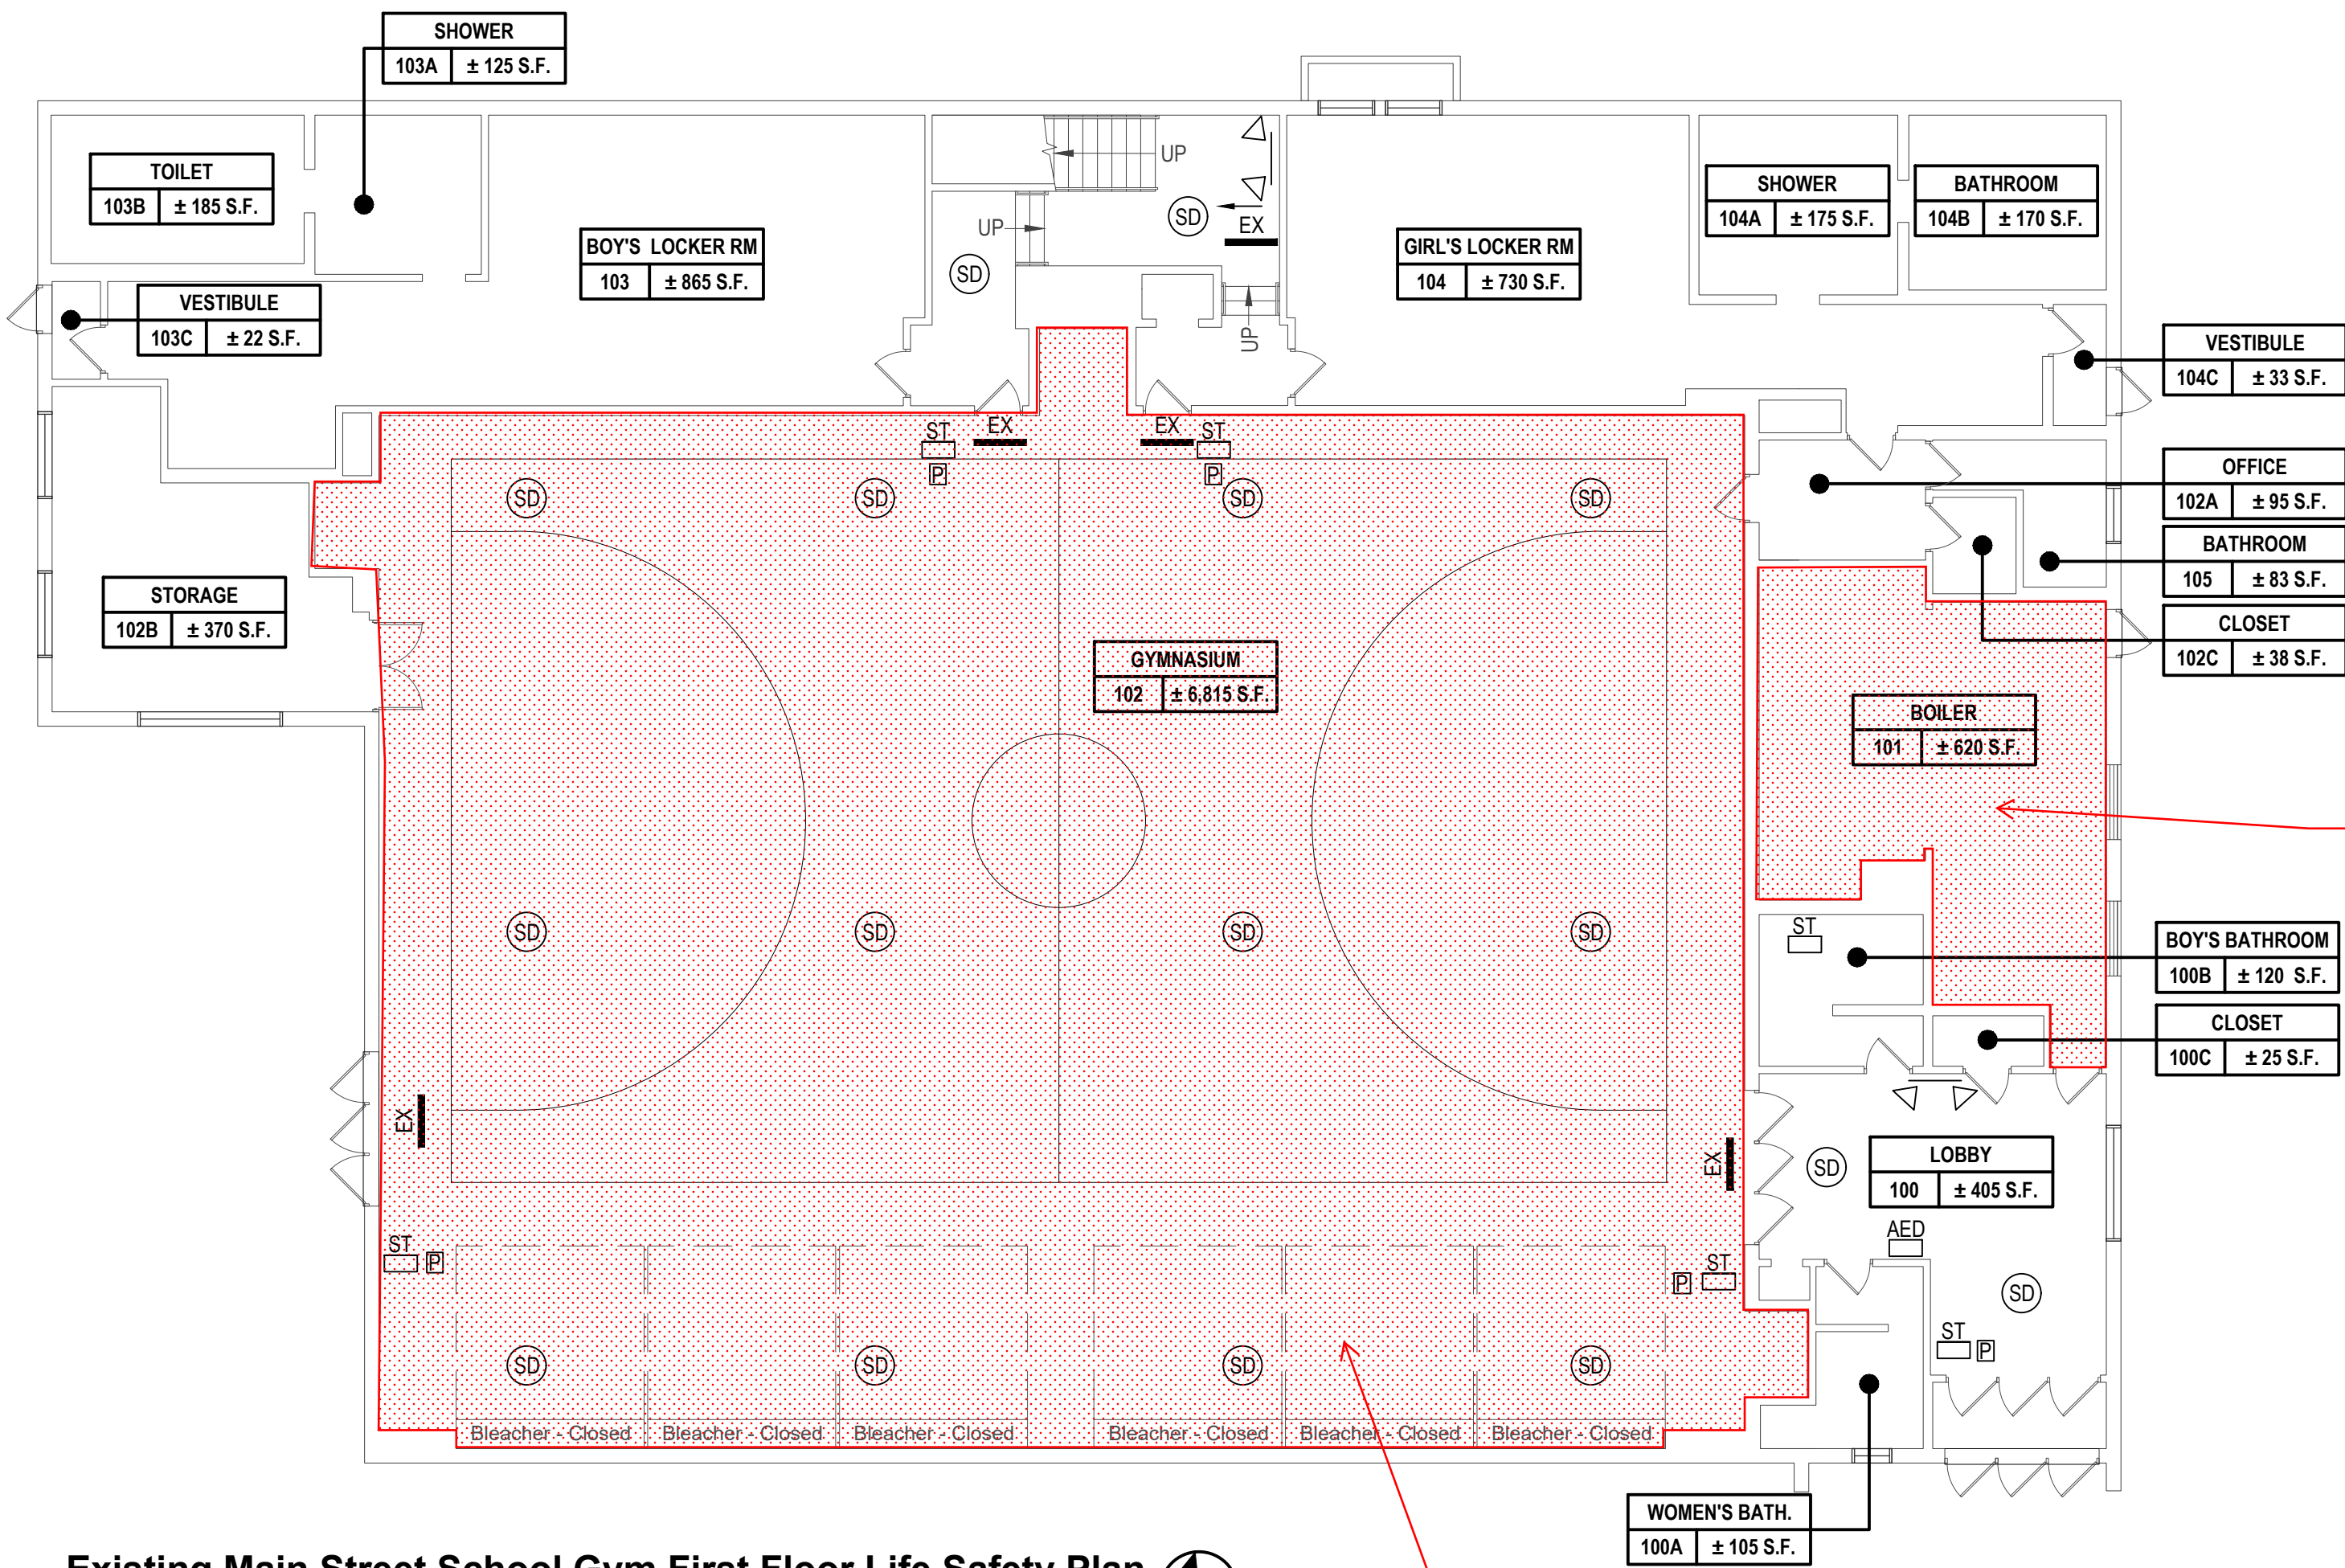 SHOWER
103A ± 125 S.F.
TOILET
103B ± 185 S.F.
UP
SHOWER
104A ± 175 S.F.
BATHROOM
104B ± 170 S.F.
SD
EX
UP
BOY'S LOCKER RM
103 ± 865 S.F.
GIRL'S LOCKER RM
104 ± 730 S.F.
SD
VESTIBULE
103C ± 22 S.F.
UP
VESTIBULE
104C ± 33 S.F.
ST
EX
EX
ST
P
P
SD
SD
SD
SD
OFFICE
102A ± 95 S.F.
BATHROOM
105 ± 83 S.F.
STORAGE
102B ± 370 S.F.
CLOSET
102C ± 38 S.F.
GYMNASIUM
102 ± 6,815 S.F.
BOILER
101 ± 620 S.F.
SD
SD
SD
SD
ST
BOY'S BATHROOM
100B ± 120 S.F.
CLOSET
100C ± 25 S.F.
EX
EX
SD
LOBBY
100 ± 405 S.F.
AED
ST
P
P
ST
SD
ST
P
SD
SD
SD
SD
Bleacher - Closed
Bleacher - Closed
Bleacher - Closed
Bleacher - Closed
Bleacher - Closed
Bleacher - Closed
WOMEN'S BATH.
100A ± 105 S.F.
Existing Main Street School Gym First Floor Life Safety Plan